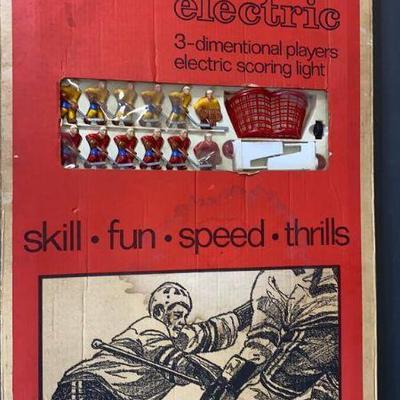 electric
3-dimentional players
electric scoring light
skill • fun • speed • thrills